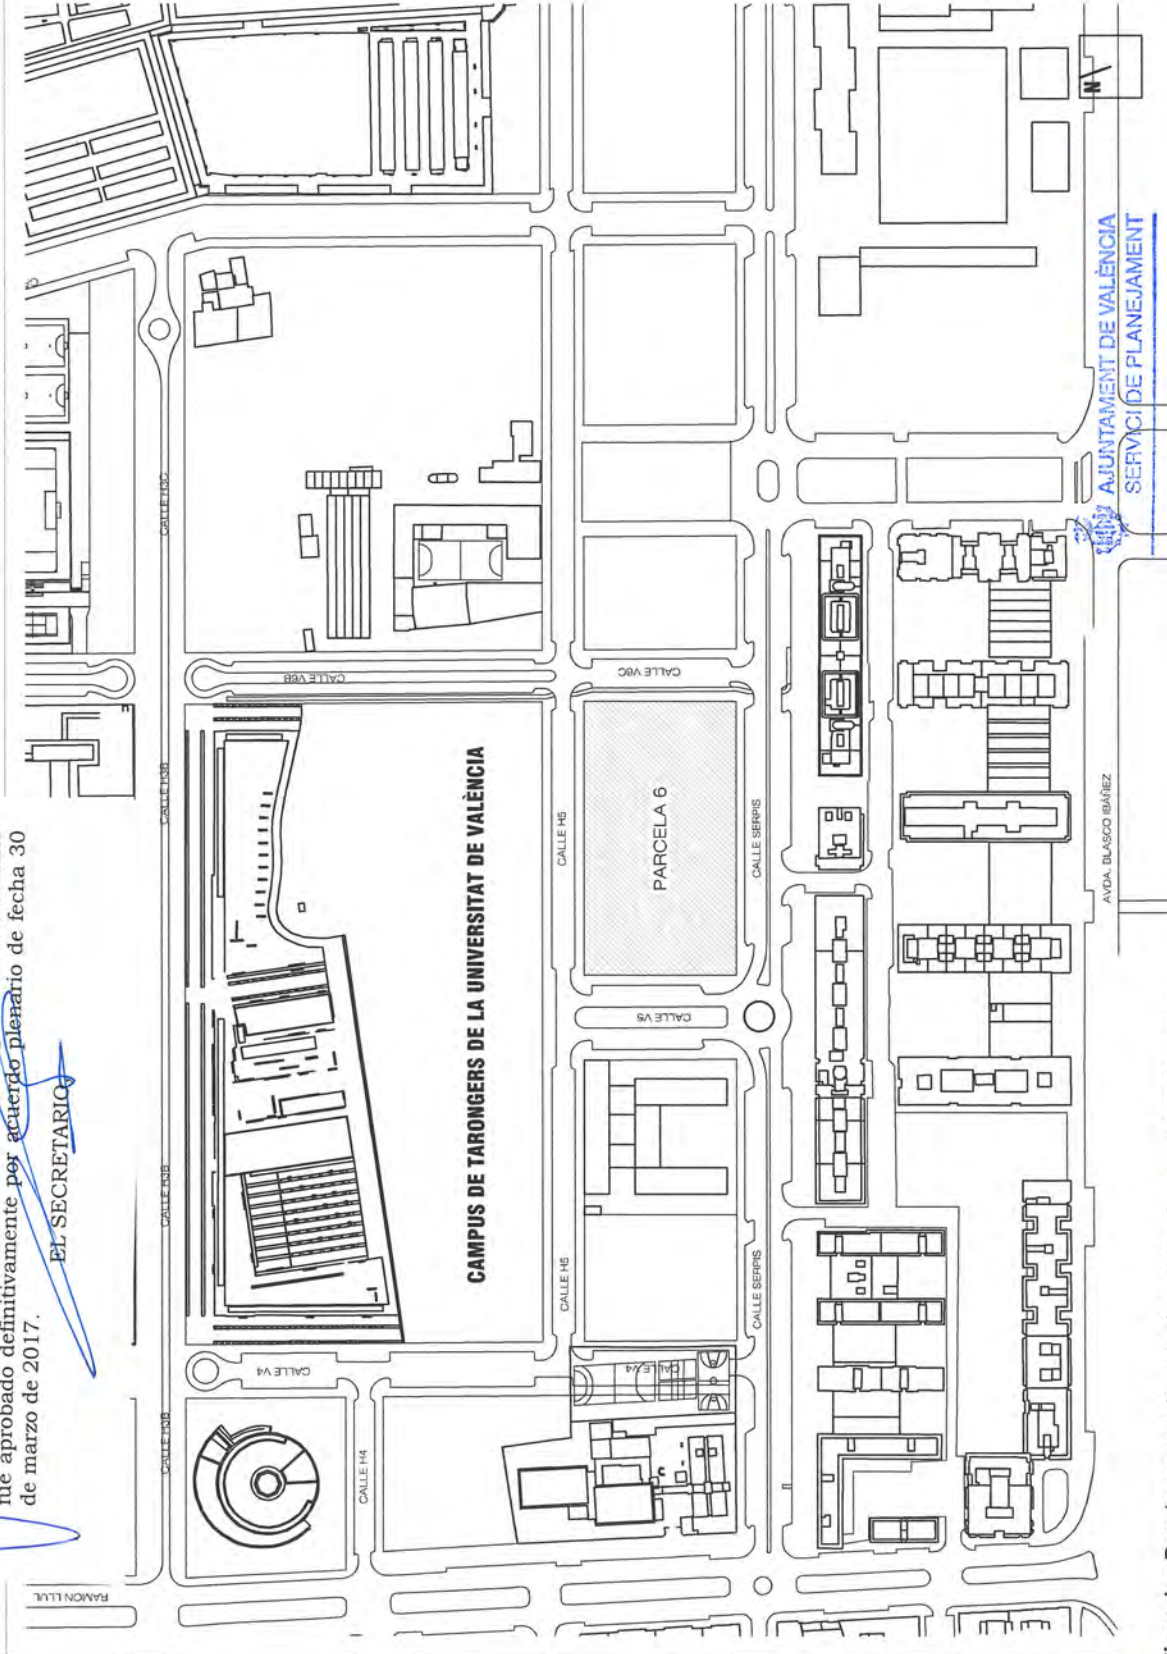 fue aprobado definitivamente por acuerdo plenario de fecha 30
de marzo de 2017.
EL SECRETARIO
RAMON LLUL
CALLE H3B
CALLE H3B
CALLE H3B
CALLE H3C
CALLE V4
CALLE V6B
CALLE H4
CAMPUS DE TARONGERS DE LA UNIVERSITAT DE VALÈNCIA
CALLE H5
CALLE H5
CALLE V4
CALLE V5
PARCELA 6
CALLE V6C
CALLE SERPIS
CALLE SERPIS
AVDA. BLASCO IBÁÑEZ
N
AJUNTAMENT DE VALÈNCIA
SERVICI DE PLANEJAMENT